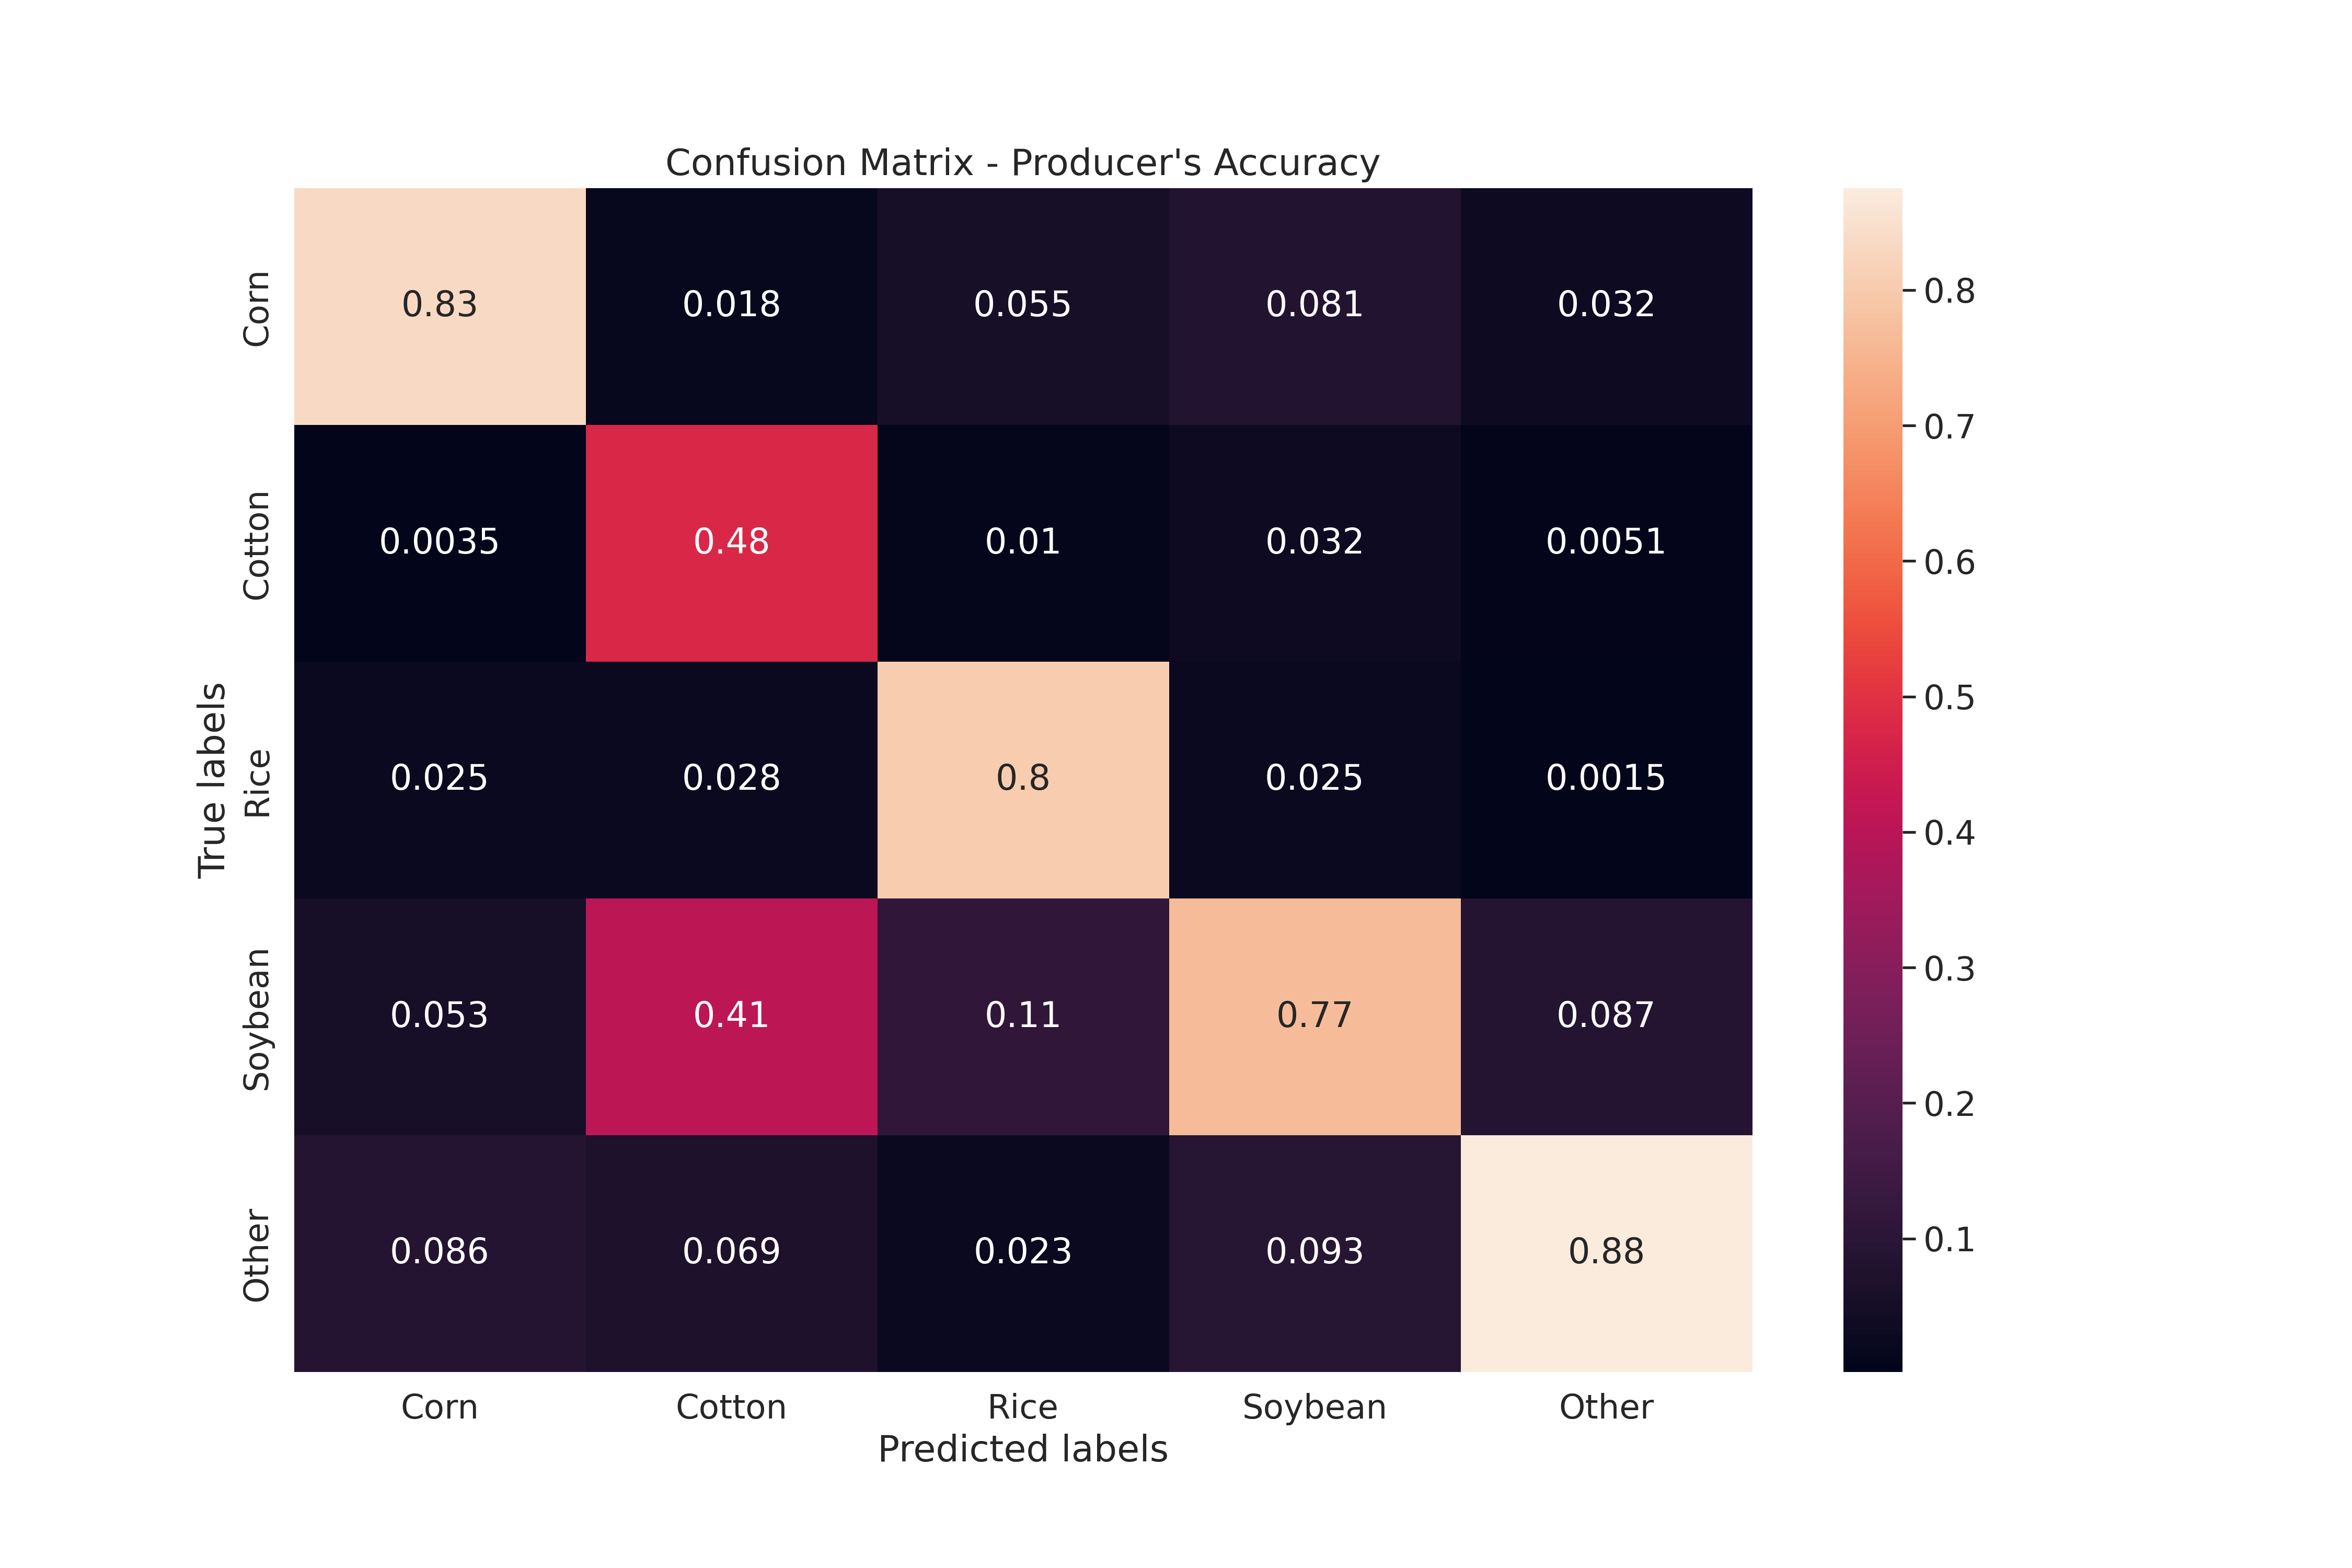 Confusion Matrix - Producer's Accuracy
True labels
Corn
0.83 0.018 0.055 0.081 0.032
Cotton
0.0035 0.48 0.01 0.032 0.0051
Rice
0.025 0.028 0.8 0.025 0.0015
Soybean
0.053 0.41 0.11 0.77 0.087
Other
0.086 0.069 0.023 0.093 0.88
Corn Cotton Rice Soybean Other
Predicted labels
0.8
0.7
0.6
0.5
0.4
0.3
0.2
0.1